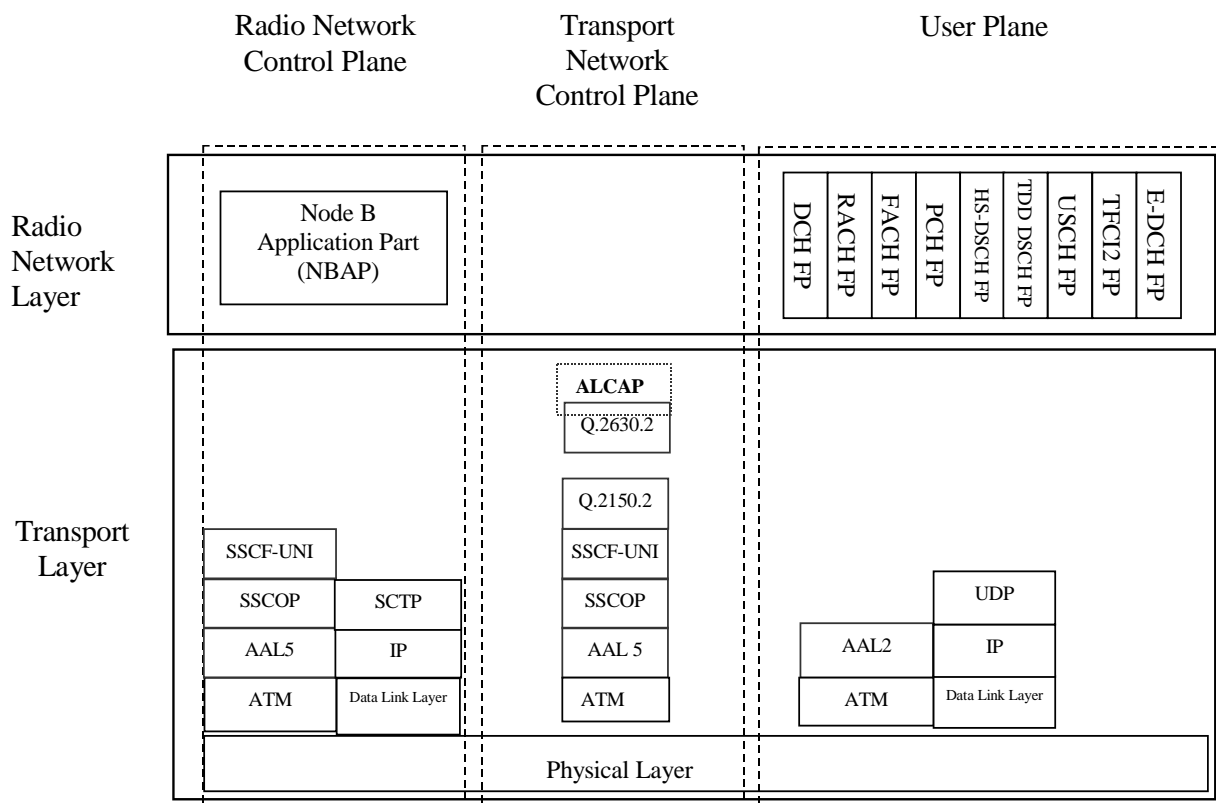 Radio Network
Control Plane
Transport
Network
Control Plane
User Plane
Radio
Network
Layer
Node B
Application Part
(NBAP)
DCH FP
RACH FP
FACH FP
PCH FP
HS-DSCH FP
TDD DSCH FP
USCH FP
TFCI2 FP
E-DCH FP
Transport
Layer
SSCF-UNI
SSCOP
AAL5
ATM
SCTP
IP
Data Link Layer
ALCAP
Q.2630.2
Q.2150.2
SSCF-UNI
SSCOP
AAL 5
ATM
AAL2
ATM
UDP
IP
Data Link Layer
Physical Layer